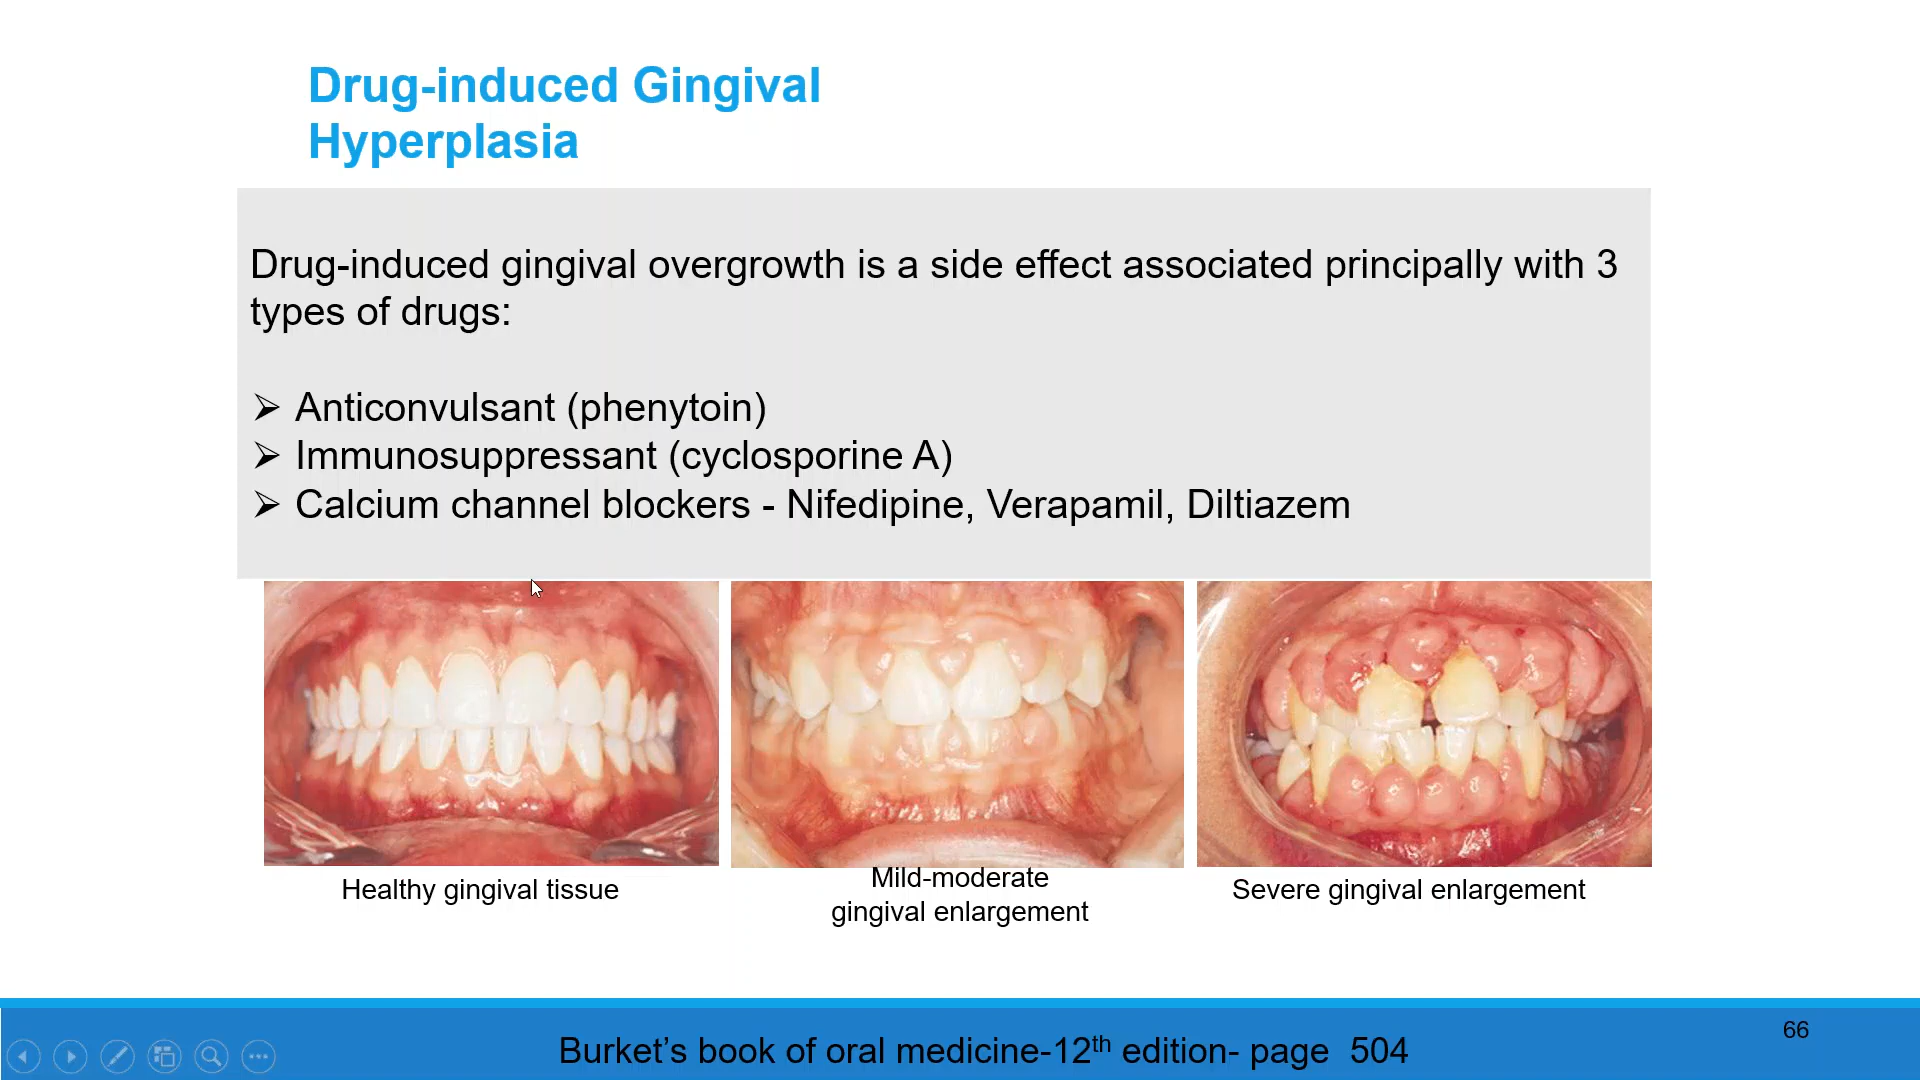 Drug-induced Gingival
Hyperplasia
Drug-induced gingival overgrowth is a side effect associated principally with 3
types of drugs:
➢ Anticonvulsant (phenytoin)
➢ Immunosuppressant (cyclosporine A)
➢ Calcium channel blockers - Nifedipine, Verapamil, Diltiazem
Healthy gingival tissue
Mild-moderate
gingival enlargement
Severe gingival enlargement
66
Burket’s book of oral medicine-12th edition- page 504